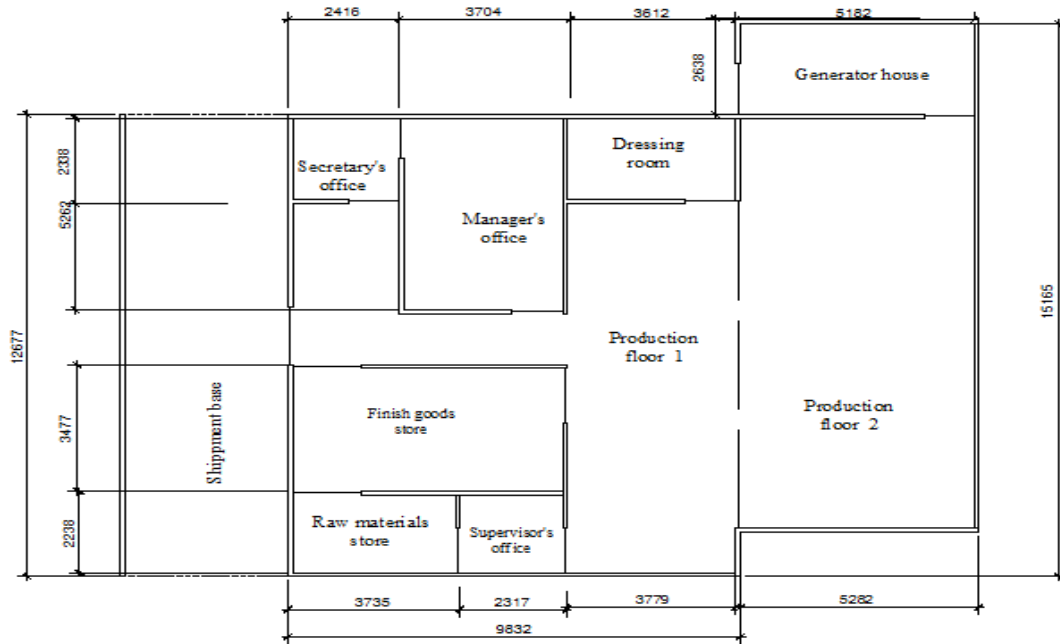 2416
3704
3612
5182
2638
Generator house
Dressing
room
Secretary's
office
2338
Manager's
office
5262
12677
15165
Production
floor 1
Shippment base
3477
Finish goods
store
Production
floor 2
Raw materials
store
Supervisor's
office
2238
3735
2317
3779
5282
9832